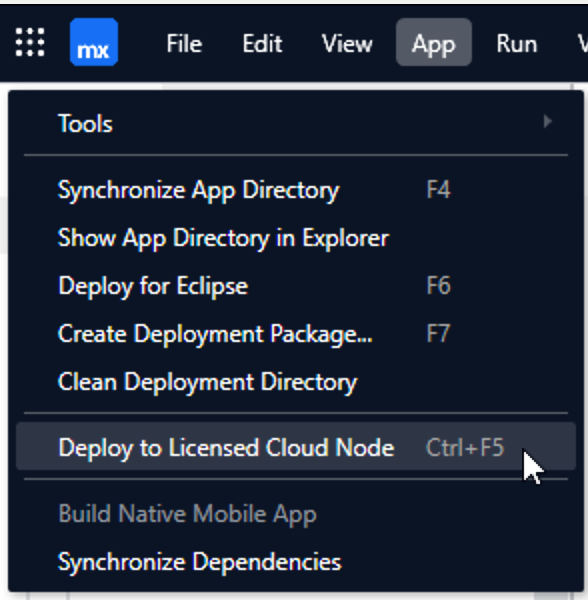 mx File Edit View App Run
Tools
Synchronize App Directory F4
Show App Directory in Explorer
Deploy for Eclipse F6
Create Deployment Package... F7
Clean Deployment Directory
Deploy to Licensed Cloud Node Ctrl+F5
Build Native Mobile App
Synchronize Dependencies